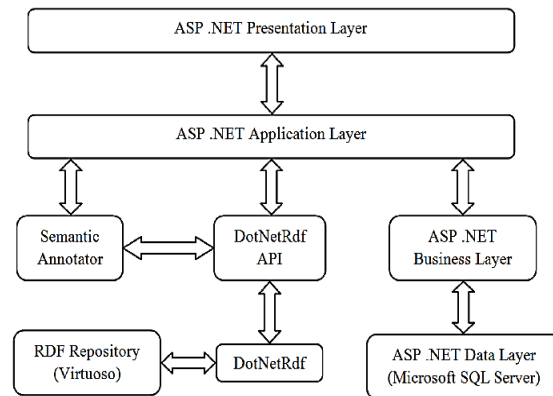 ASP .NET Presentation Layer
ASP .NET Application Layer
Semantic
Annotator
DotNetRdf
API
ASP .NET
Business Layer
RDF Repository
(Virtuoso)
DotNetRdf
ASP .NET Data Layer
(Microsoft SQL Server)